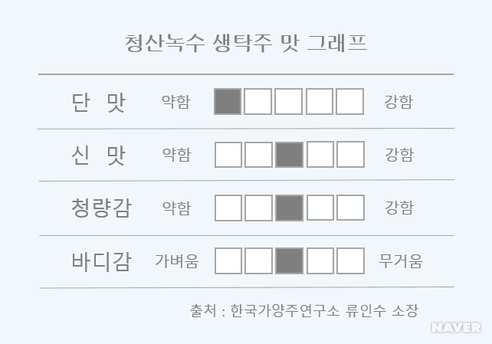 청산녹수 생탁주 맛 그래프
단 맛 약함 강함
신 맛 약함 강함
청량감 약함 강함
바디감 가벼움 무거움
출처 : 한국가양주연구소 류인수 소장
NAVER